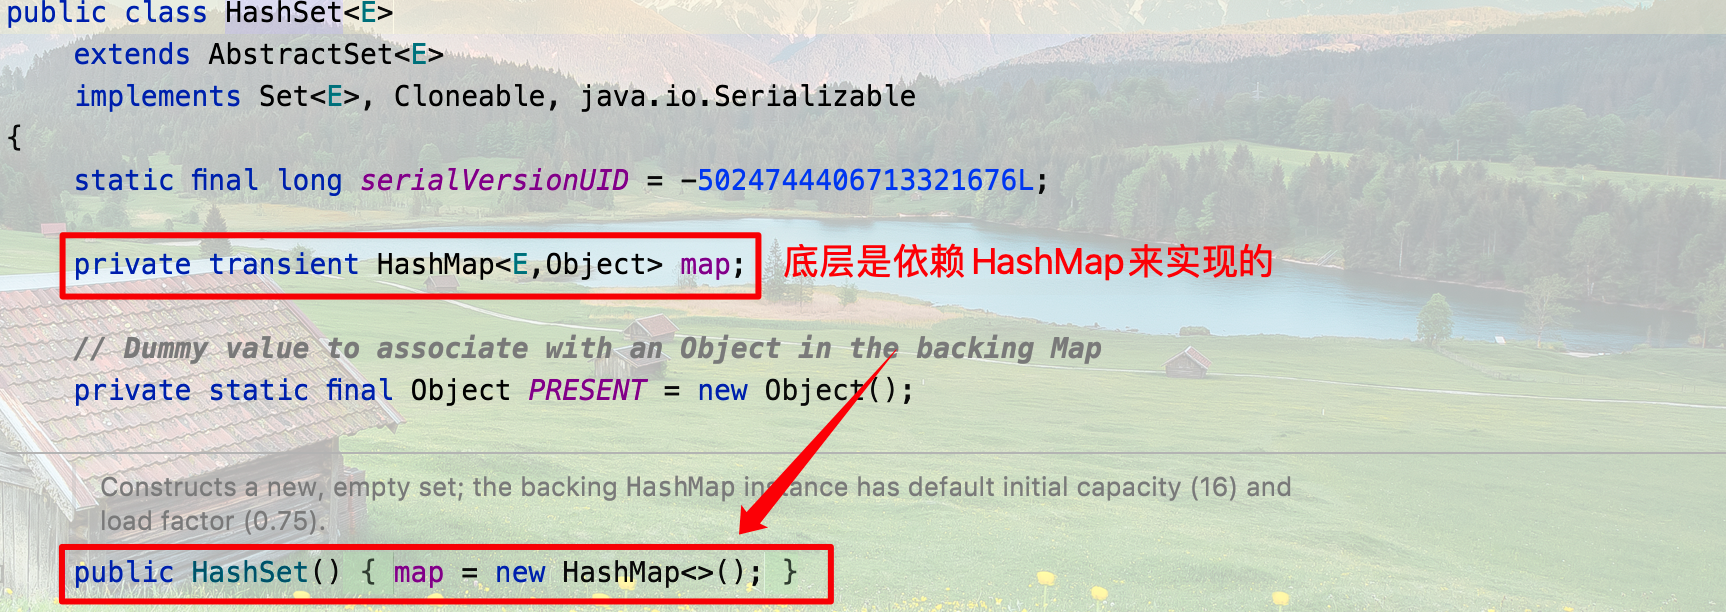 public class HashSet<E>
extends AbstractSet<E>
implements Set<E>, Cloneable, java.io.Serializable
{
static final long serialVersionUID = -5024744406713321676L;
private transient HashMap<E,Object> map; 底层是依赖HashMap来实现的
// Dummy value to associate with an Object in the backing Map
private static final Object PRESENT = new Object();
Constructs a new, empty set; the backing HashMap instance has default initial capacity (16) and
load factor (0.75).
public HashSet() { map = new HashMap<>(); }